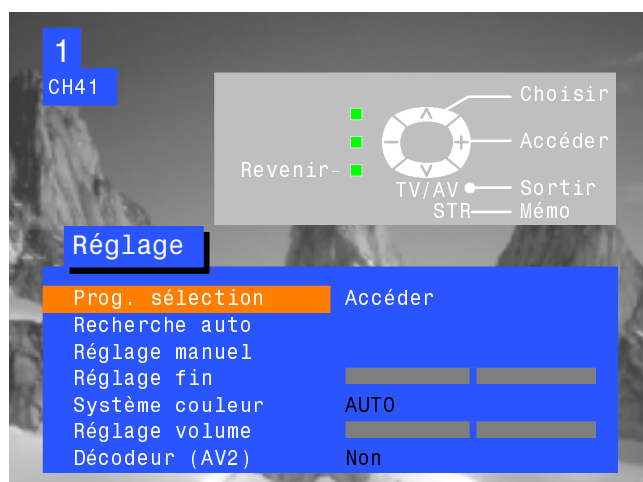 1
CH41
Choisir
Accéder
Revenir-
TV/AV Sortir
STR Mémo
Réglage
Prog. sélection Accéder
Recherche auto
Réglage manuel
Réglage fin
Système couleur AUTO
Réglage volume
Décodeur (AV2) Non